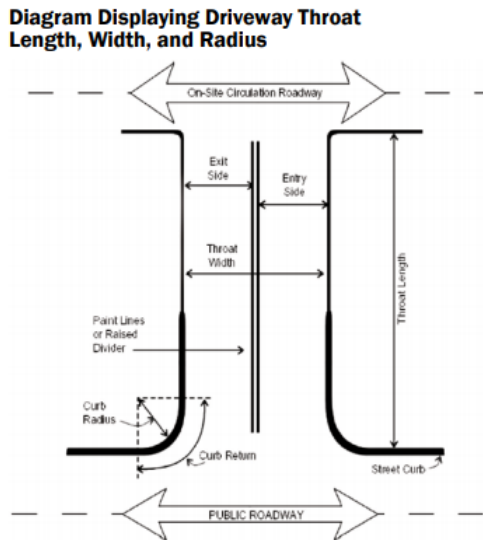 Diagram Displaying Driveway Throat
Length, Width, and Radius
On-Site Circulation Roadway
Exit
Side
Entry
Side
Throat
Width
Throat Length
Paint Lines
or Raised
Divider
Curb
Radius
Curb Return
Street Curb
PUBLIC ROADWAY